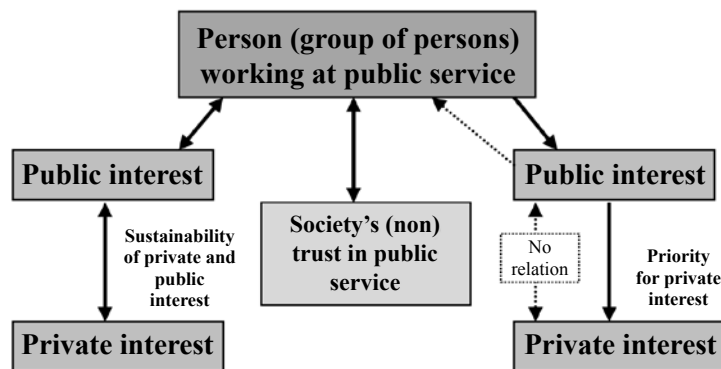 Person (group of persons)
working at public service
Public interest
Public interest
Society's (non)
trust in public
service
Sustainability
of private and
public
interest
No
relation
Priority
for private
interest
Private interest
Private interest